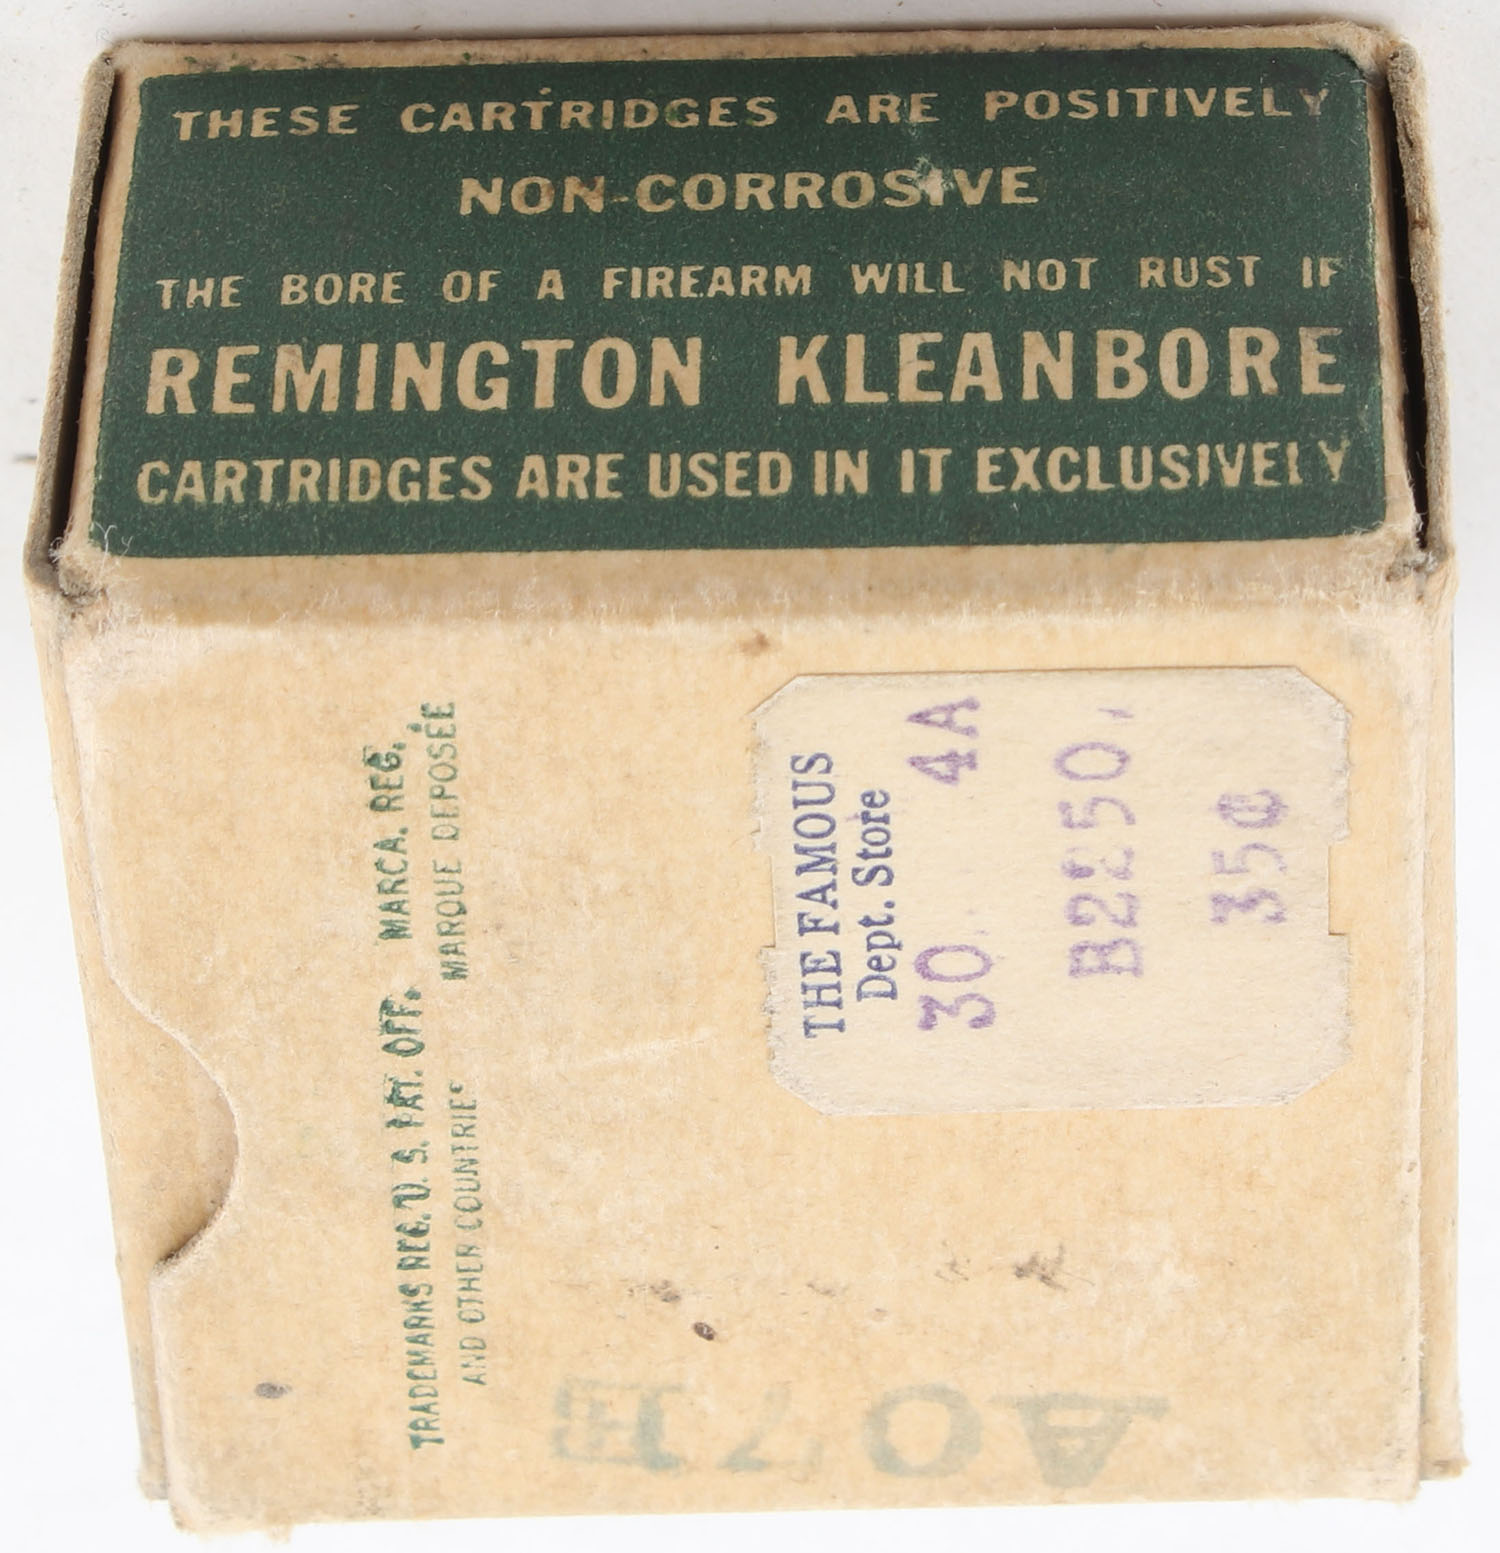 THESE CARTRIDGES ARE POSITIVELY
NON-CORROSIVE
THE BORE OF A FIREARM WILL NOT RUST IF
REMINGTON KLEANBORE
CARTRIDGES ARE USED IN IT EXCLUSIVELY
TRADEMARKS REG. U. S. PAT. OFF. MARCA. REG.
AND OTHER COUNTRIES MARQUE DEPOSÉE
THE FAMOUS
Dept. Store
30 4A
B2250
35¢